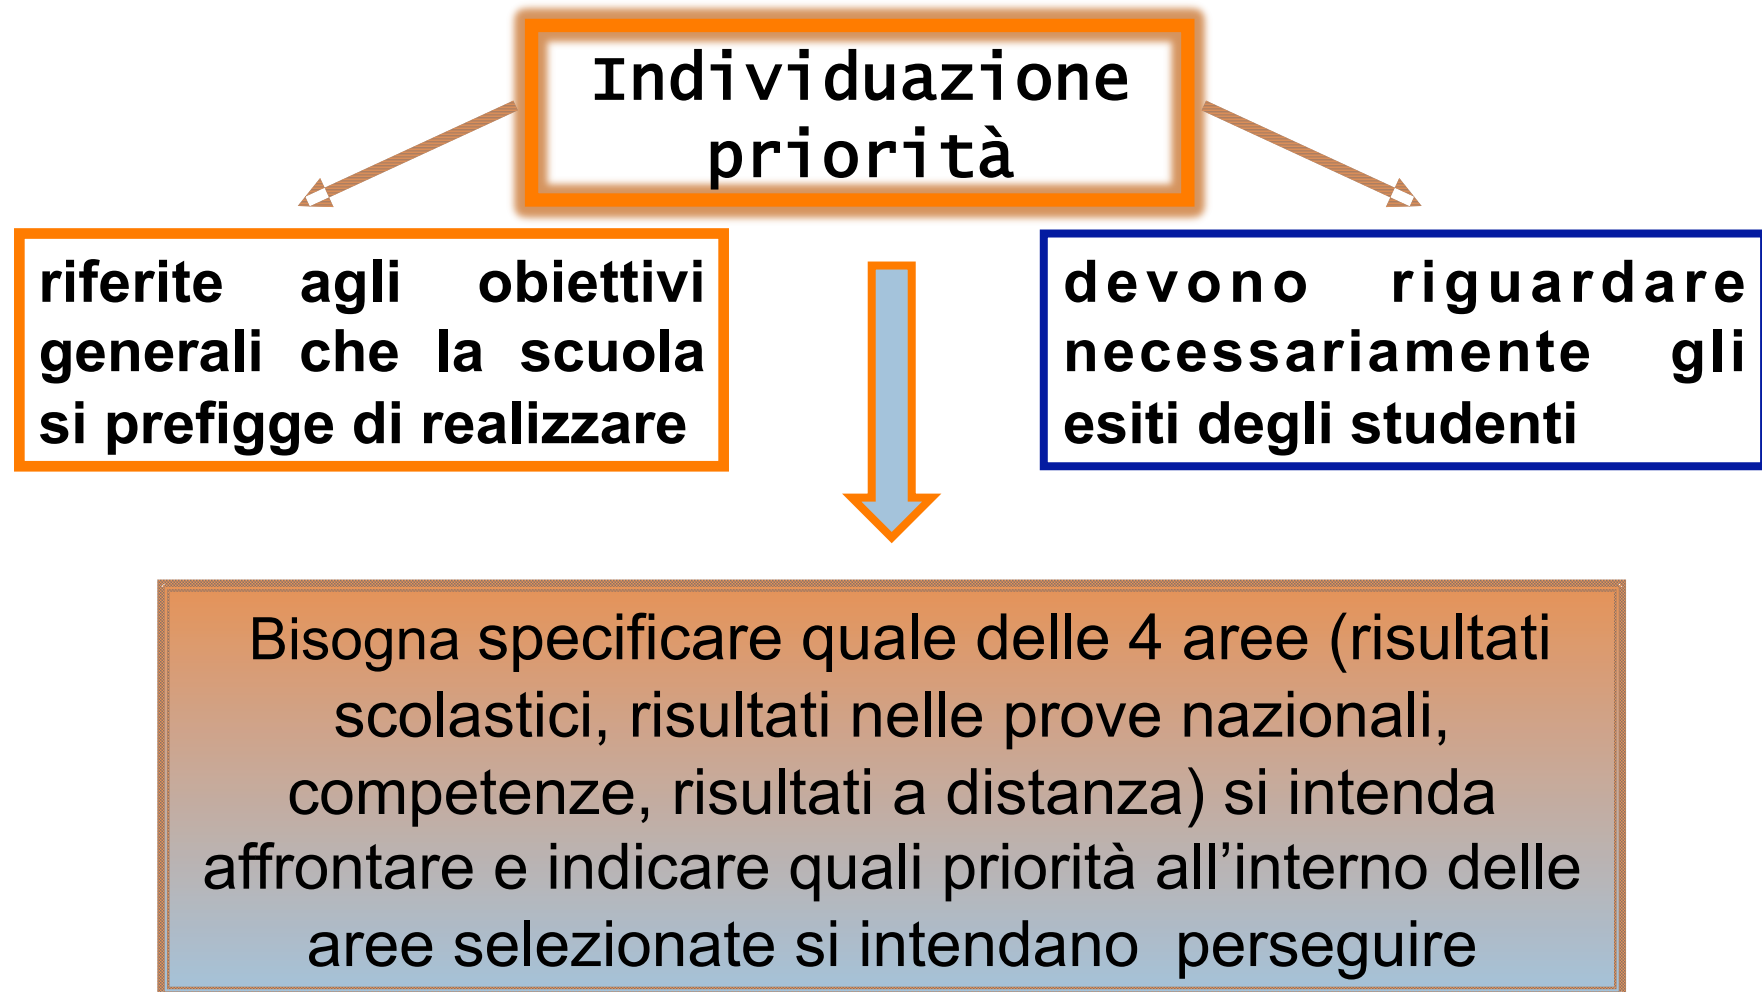 Individuazione
priorità
riferite agli obiettivi
generali che la scuola
si prefigge di realizzare
devono riguardare
necessariamente gli
esiti degli studenti
Bisogna specificare quale delle 4 aree (risultati
scolastici, risultati nelle prove nazionali,
competenze, risultati a distanza) si intenda
affrontare e indicare quali priorità all’interno delle
aree selezionate si intendano perseguire